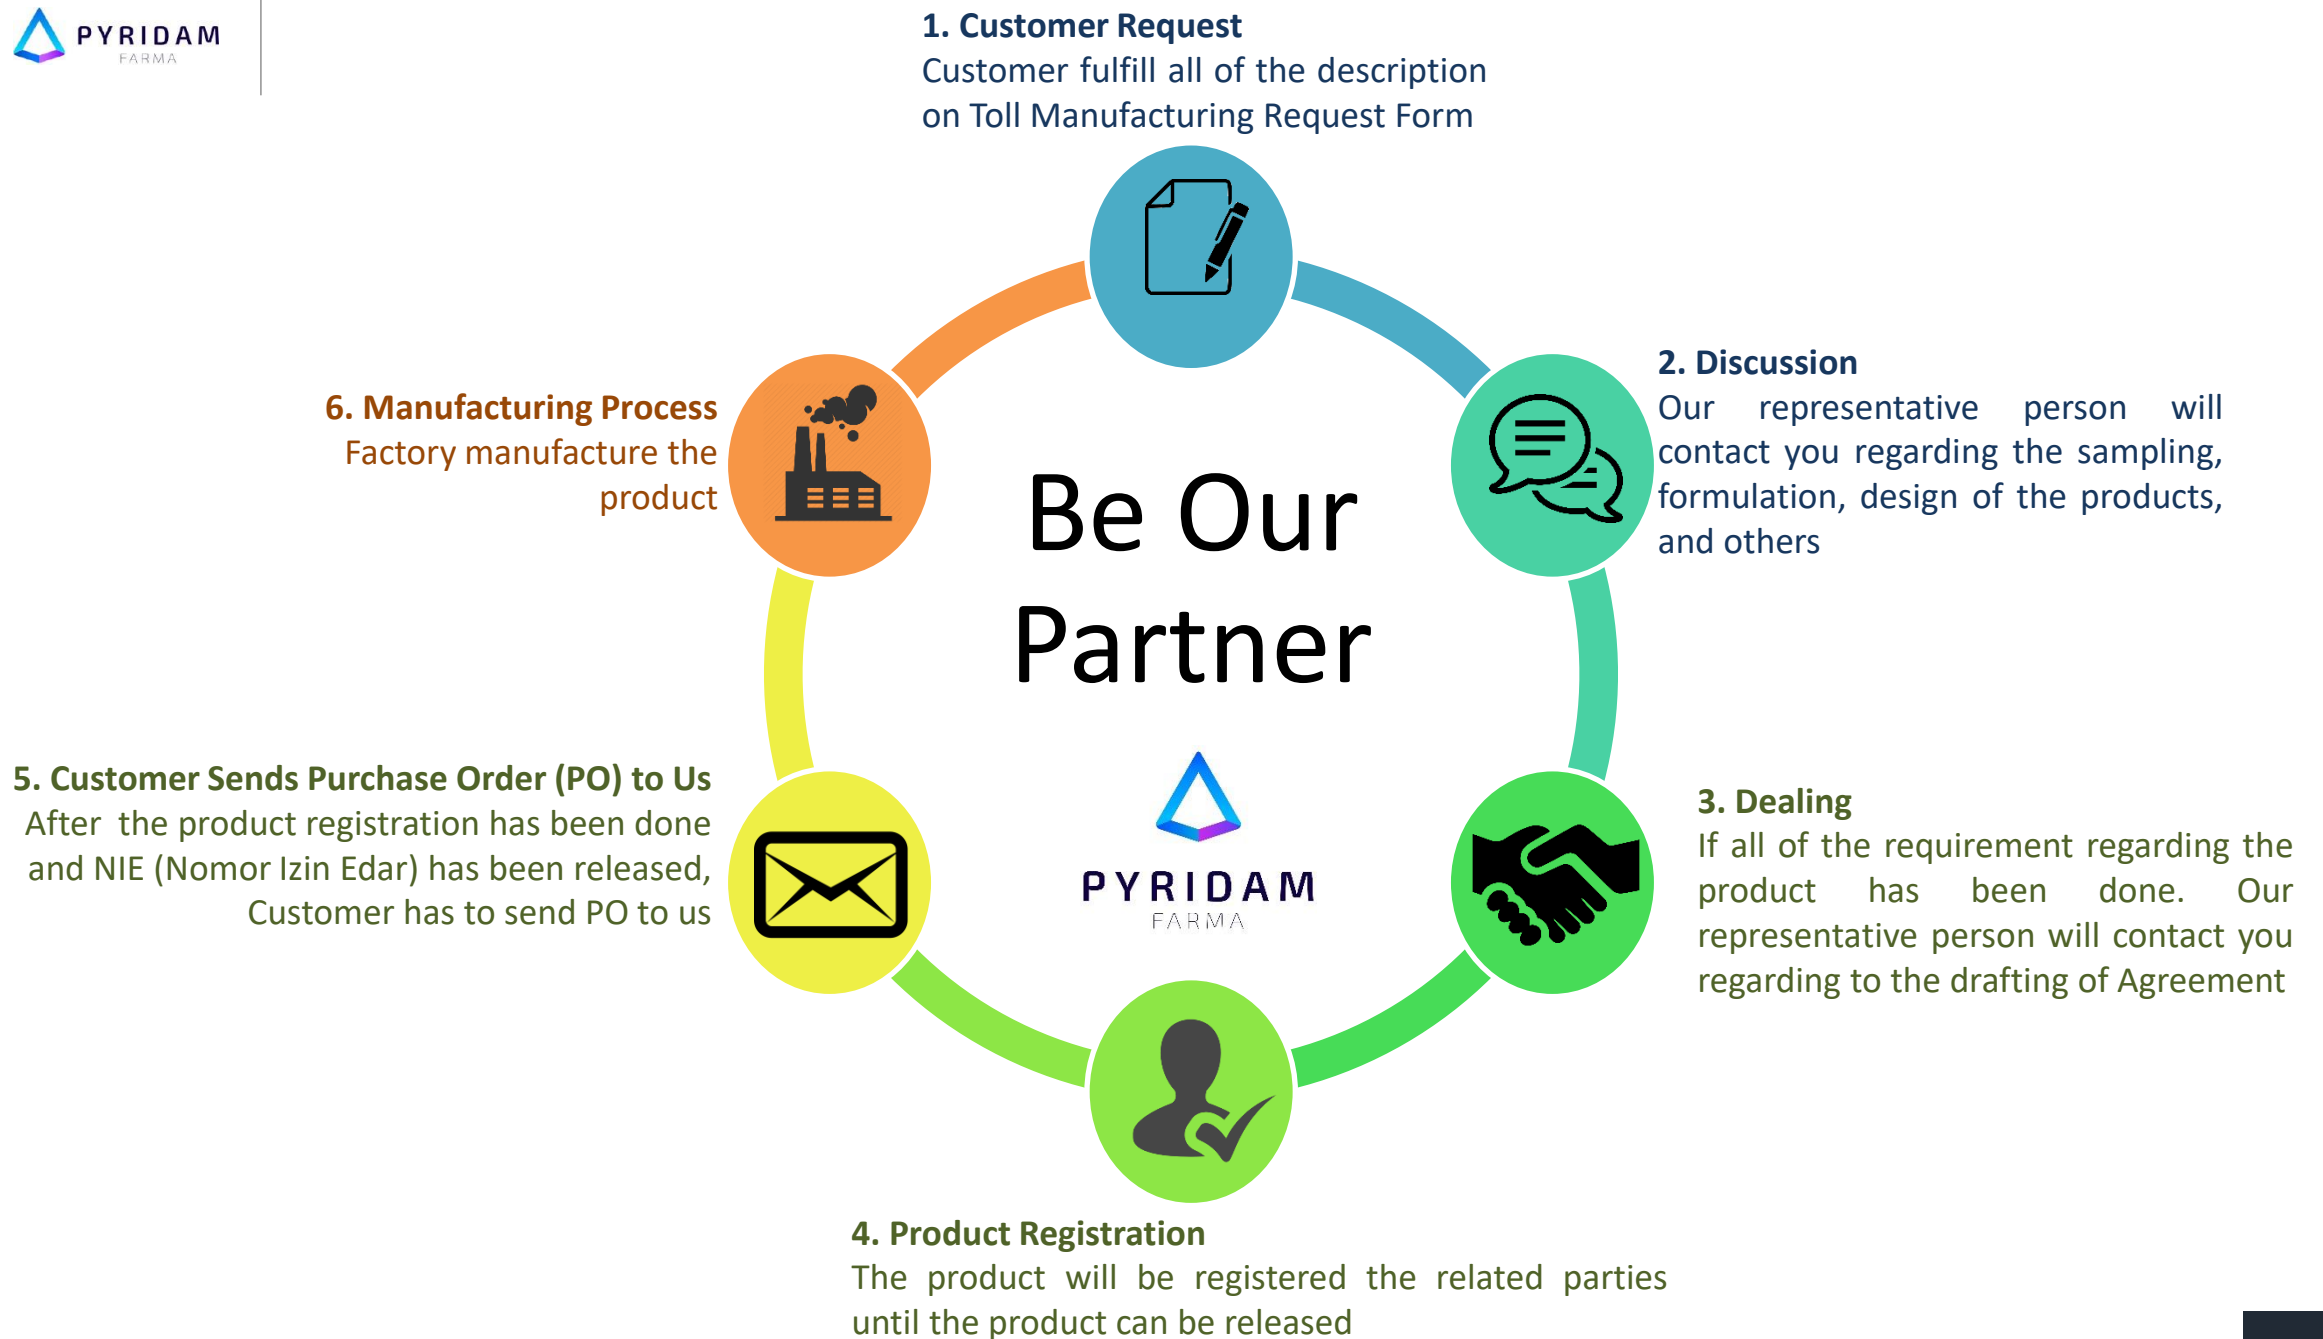 PYRIDAM
FARMA
1. Customer Request
Customer fulfill all of the description
on Toll Manufacturing Request Form
2. Discussion
Our representative person will
contact you regarding the sampling,
formulation, design of the products,
and others
3. Dealing
If all of the requirement regarding the
product has been done. Our
representative person will contact you
regarding to the drafting of Agreement
4. Product Registration
The product will be registered the related parties
until the product can be released
5. Customer Sends Purchase Order (PO) to Us
After the product registration has been done
and NIE (Nomor Izin Edar) has been released,
Customer has to send PO to us
6. Manufacturing Process
Factory manufacture the
product
Be Our
Partner
PYRIDAM
FARMA